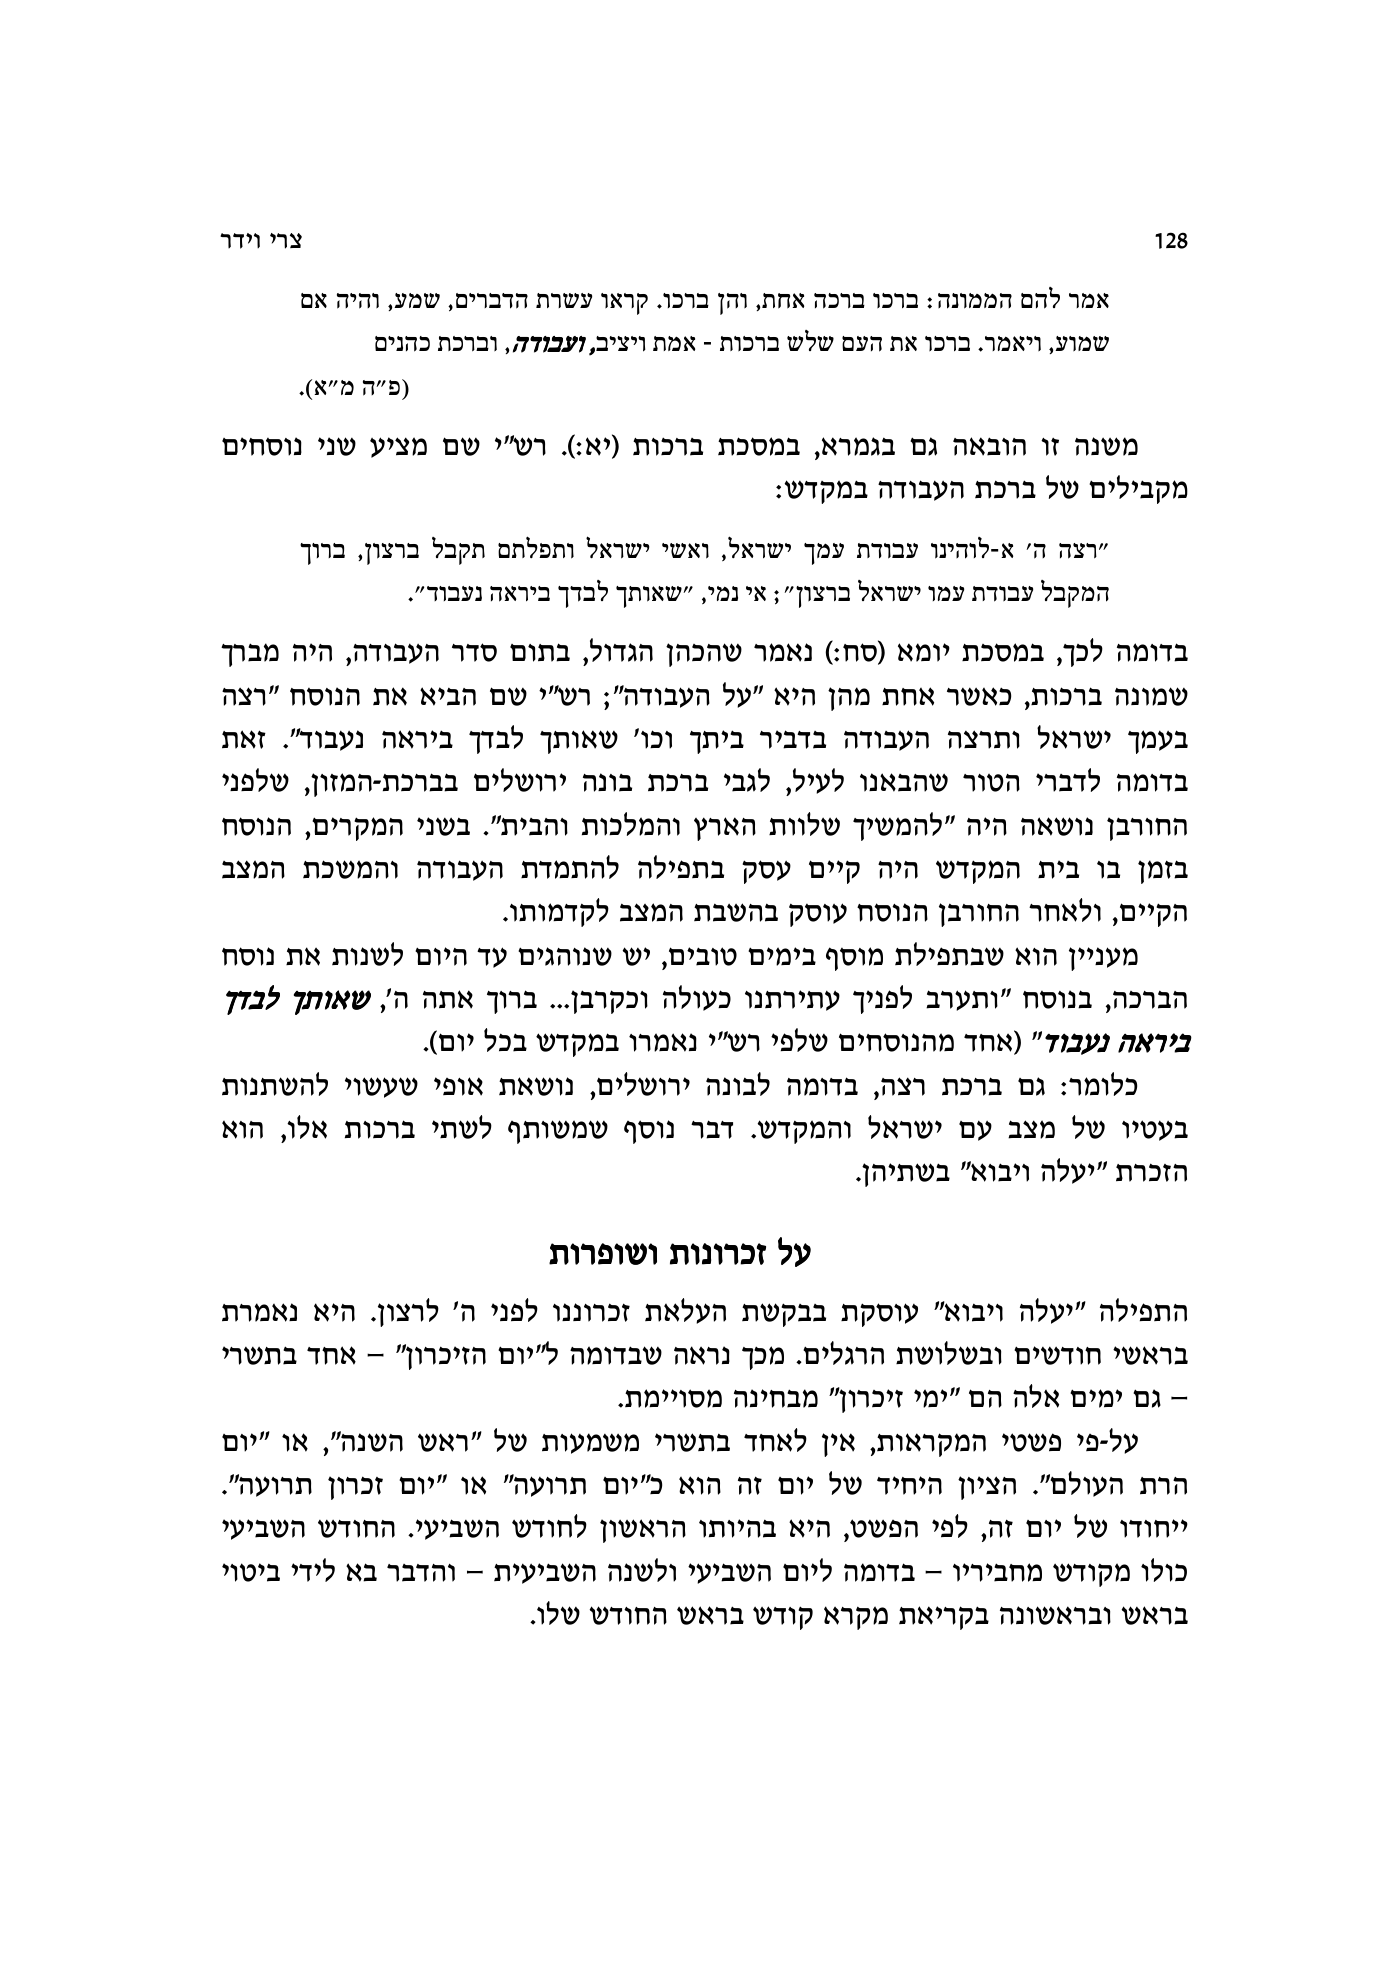 128 צרי וידר
אמר להם הממונה: ברכו ברכה אחת, והן ברכו. קראו עשרת הדברים, שמע, והיה אם
שמוע, ויאמר. ברכו את העם שלש ברכות - אמת ויציב, ועבודה, וברכת כהנים
(פ״ה מ״א).
משנה זו הובאה גם בגמרא, במסכת ברכות (יא:). רש״י שם מציע שני נוסחים
מקבילים של ברכת העבודה במקדש:
״רצה ה׳ א-לוהינו עבודת עמך ישראל, ואשי ישראל ותפלתם תקבל ברצון, ברוך
המקבל עבודת עמו ישראל ברצון״; אי נמי, ״שאותך לבדך ביראה נעבוד״.
בדומה לכך, במסכת יומא (סח:) נאמר שהכהן הגדול, בתום סדר העבודה, היה מברך
שמונה ברכות, כאשר אחת מהן היא ״על העבודה״; רש״י שם הביא את הנוסח ״רצה
בעמך ישראל ותרצה העבודה בדביר ביתך וכו׳ שאותך לבדך ביראה נעבוד״. זאת
בדומה לדברי הטור שהבאנו לעיל, לגבי ברכת בונה ירושלים בברכת-המזון, שלפני
החורבן נושאה היה ״להמשיך שלוות הארץ והמלכות והבית״. בשני המקרים, הנוסח
בזמן בו בית המקדש היה קיים עסק בתפילה להתמדת העבודה והמשכת המצב
הקיים, ולאחר החורבן הנוסח עוסק בהשבת המצב לקדמותו.
מעניין הוא שבתפילת מוסף בימים טובים, יש שנוהגים עד היום לשנות את נוסח
הברכה, בנוסח ״ותערב לפניך עתירתנו כעולה וכקרבן... ברוך אתה ה׳, שאותך לבדך
ביראה נעבוד״ (אחד מהנוסחים שלפי רש״י נאמרו במקדש בכל יום).
כלומר: גם ברכת רצה, בדומה לבונה ירושלים, נושאת אופי שעשוי להשתנות
בעטיו של מצב עם ישראל והמקדש. דבר נוסף שמשותף לשתי ברכות אלו, הוא
הזכרת ״יעלה ויבוא״ בשתיהן.
על זכרונות ושופרות
התפילה ״יעלה ויבוא״ עוסקת בבקשת העלאת זכרוננו לפני ה׳ לרצון. היא נאמרת
בראשי חודשים ובשלושת הרגלים. מכך נראה שבדומה ל״יום הזיכרון״ – אחד בתשרי
– גם ימים אלה הם ״ימי זיכרון״ מבחינה מסויימת.
על-פי פשטי המקראות, אין לאחד בתשרי משמעות של ״ראש השנה״, או ״יום
הרת העולם״. הציון היחיד של יום זה הוא כ״יום תרועה״ או ״יום זכרון תרועה״.
ייחודו של יום זה, לפי הפשט, היא בהיותו הראשון לחודש השביעי. החודש השביעי
כולו מקודש מחביריו – בדומה ליום השביעי ולשנה השביעית – והדבר בא לידי ביטוי
בראש ובראשונה בקריאת מקרא קודש בראש החודש שלו.